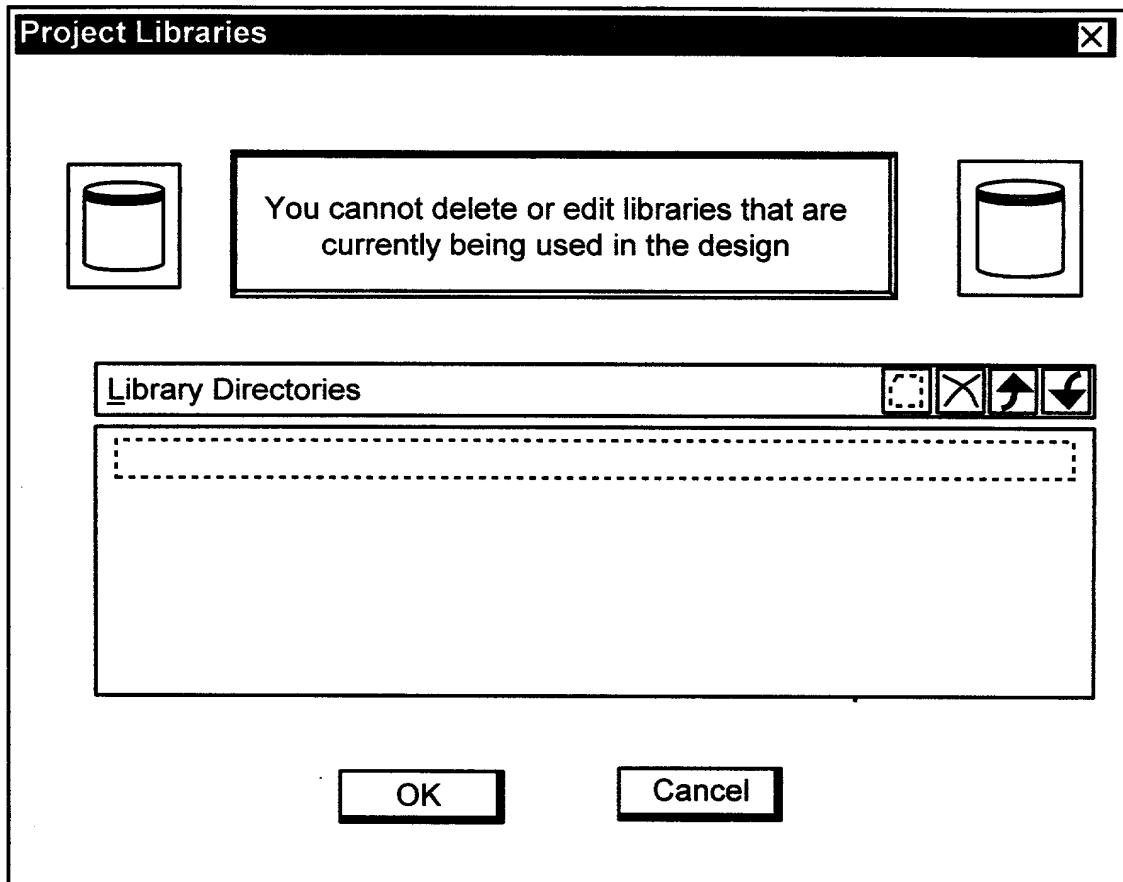 Project Libraries
You cannot delete or edit libraries that are
currently being used in the design
Library Directories
OK
Cancel